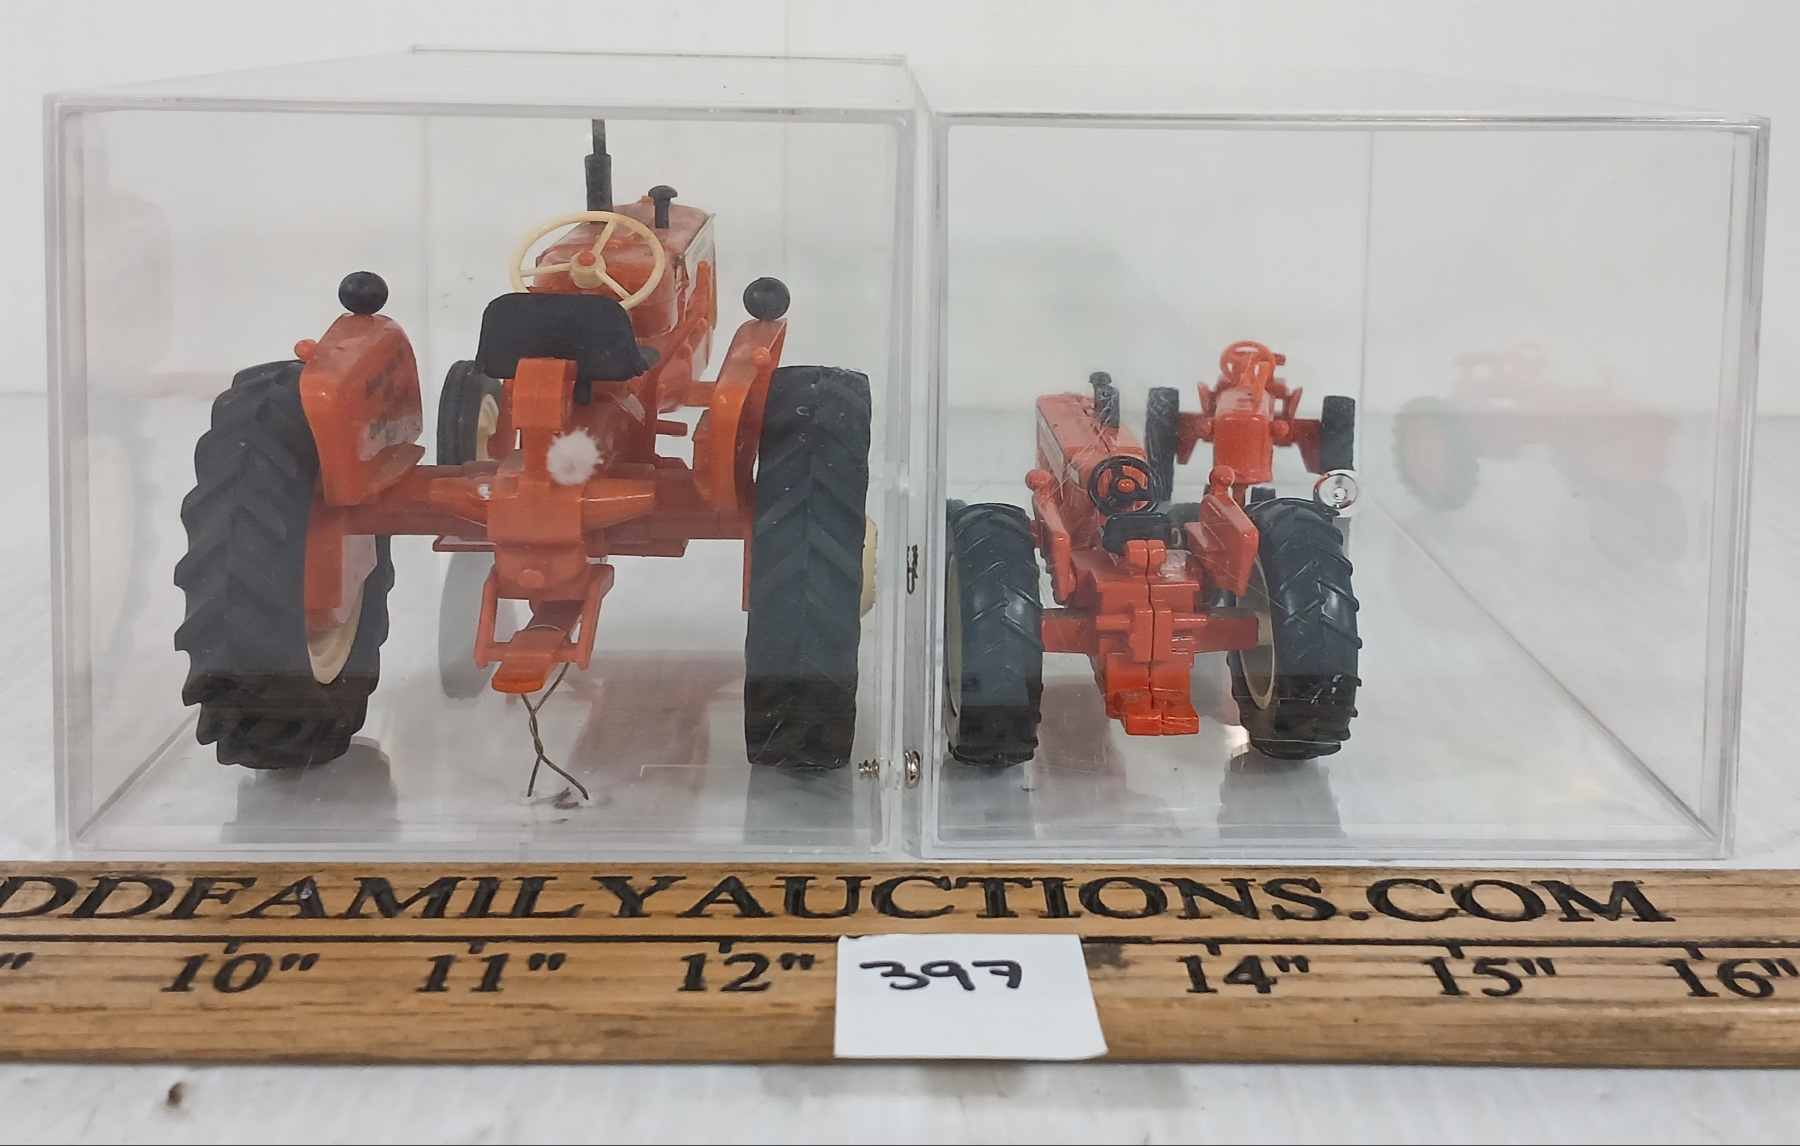 DDFAMILYAUCTIONS.COM
" 10" 11" 12" 14" 15" 16"
397